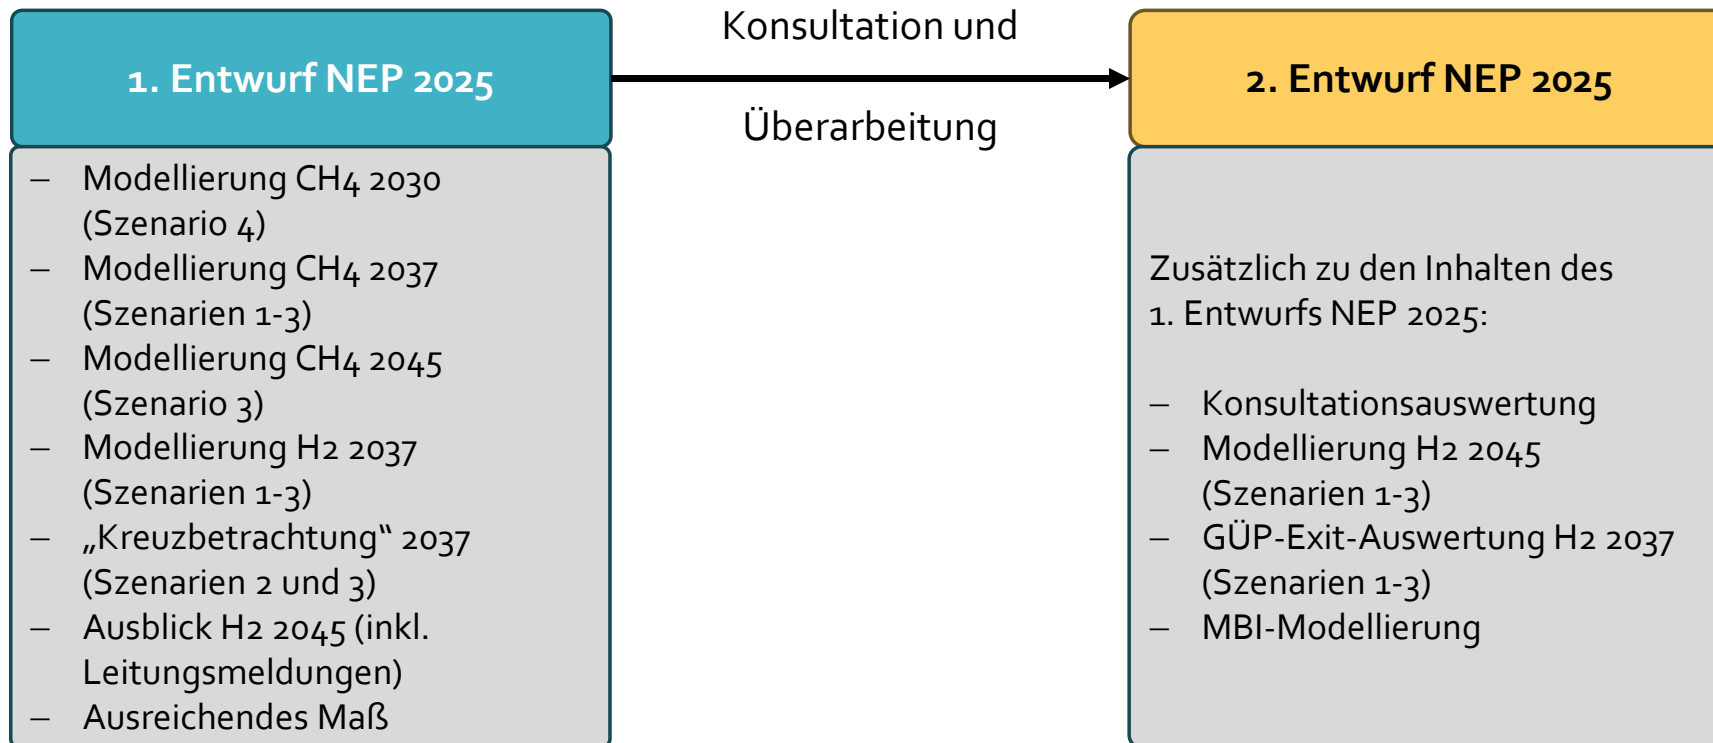 1. Entwurf NEP 2025
Konsultation und
Überarbeitung
2. Entwurf NEP 2025
– Modellierung CH4 2030
(Szenario 4)
– Modellierung CH4 2037
(Szenarien 1-3)
– Modellierung CH4 2045
(Szenario 3)
– Modellierung H2 2037
(Szenarien 1-3)
– „Kreuzbetrachtung“ 2037
(Szenarien 2 und 3)
– Ausblick H2 2045 (inkl.
Leitungsmeldungen)
– Ausreichendes Maß
Zusätzlich zu den Inhalten des
1. Entwurfs NEP 2025:
– Konsultationsauswertung
– Modellierung H2 2045
(Szenarien 1-3)
– GÜP-Exit-Auswertung H2 2037
(Szenarien 1-3)
– MBI-Modellierung